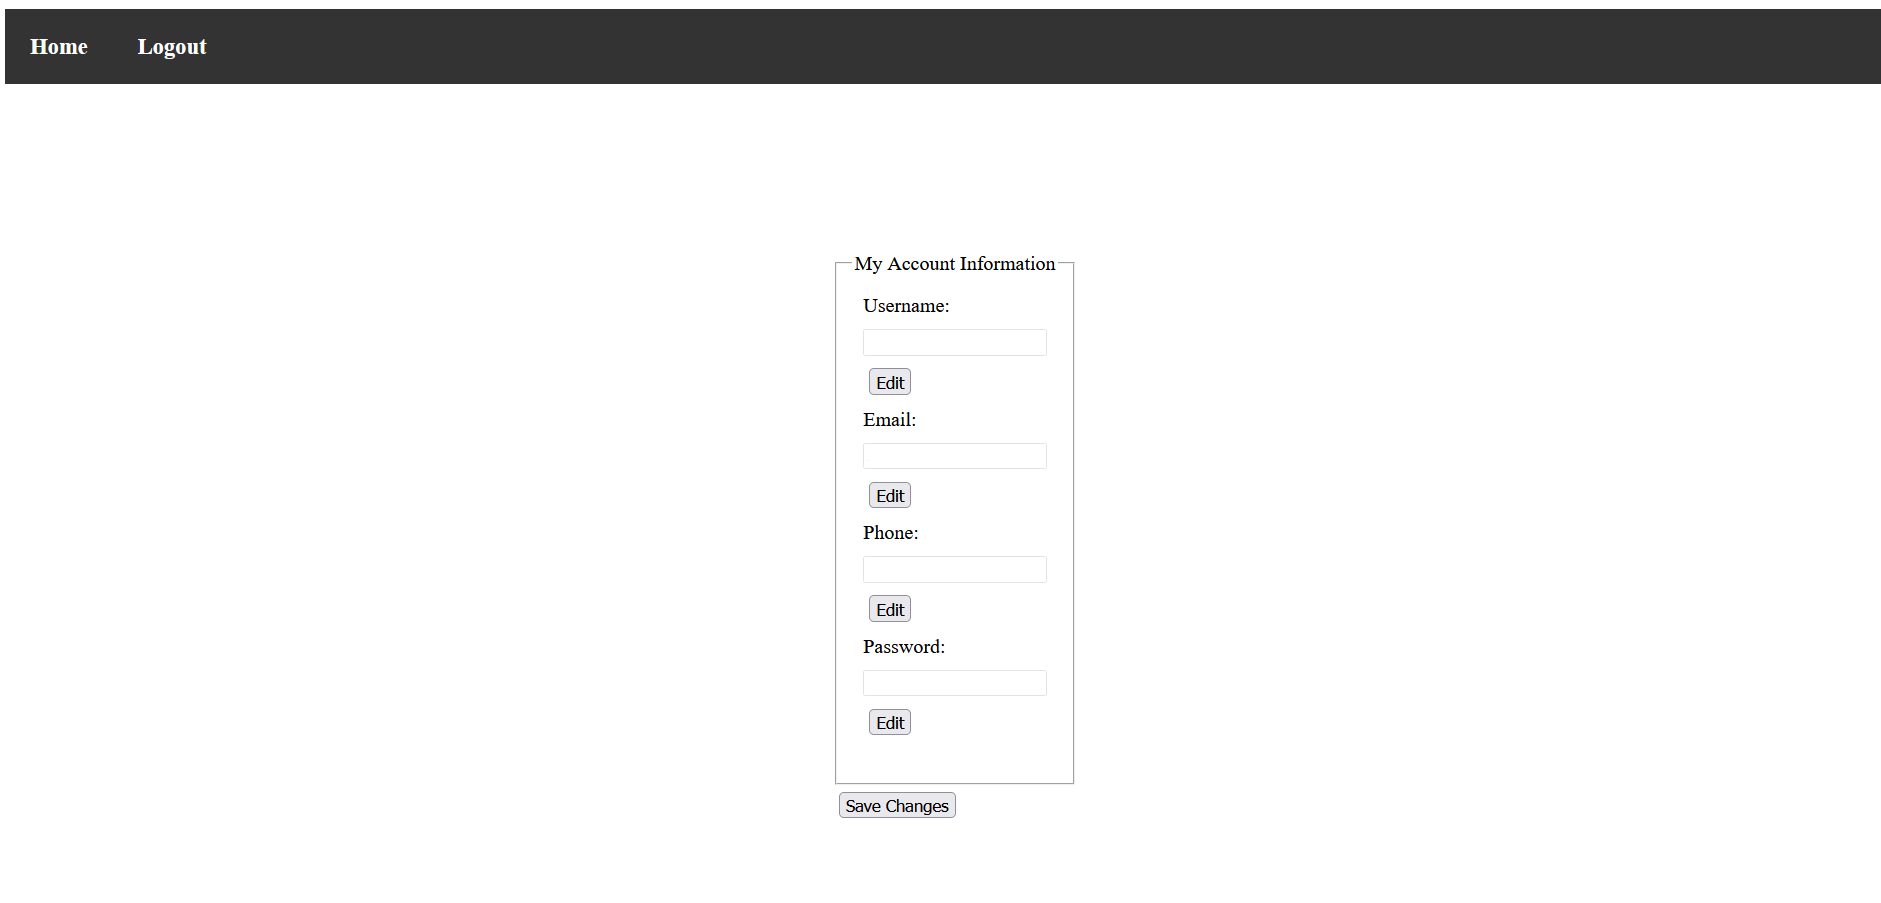 Home Logout
My Account Information
Username:
Edit
Email:
Edit
Phone:
Edit
Password:
Edit
Save Changes